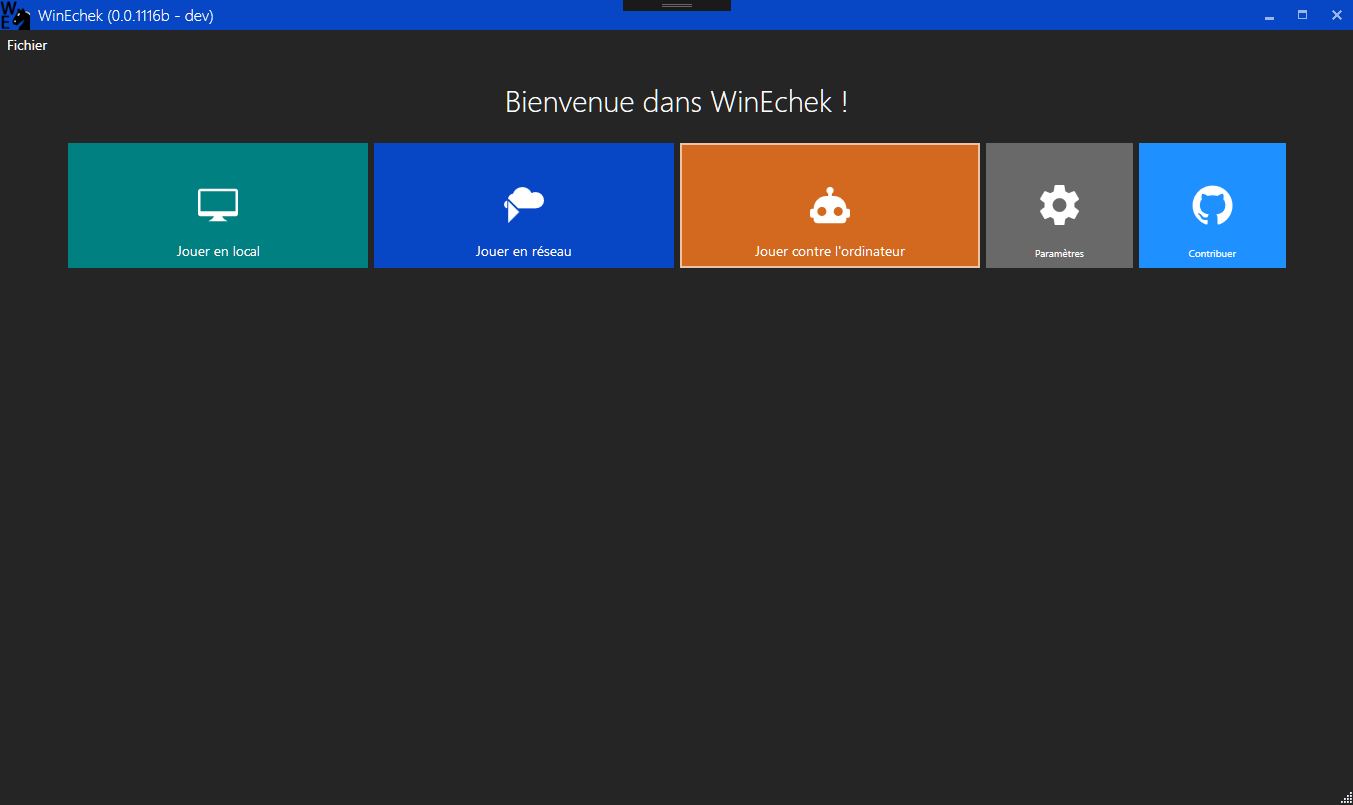 WE
WinEchek (0.0.1116b - dev)
Fichier
Bienvenue dans WinEchek !
Jouer en local
Jouer en réseau
Jouer contre l'ordinateur
Paramètres
Contribuer